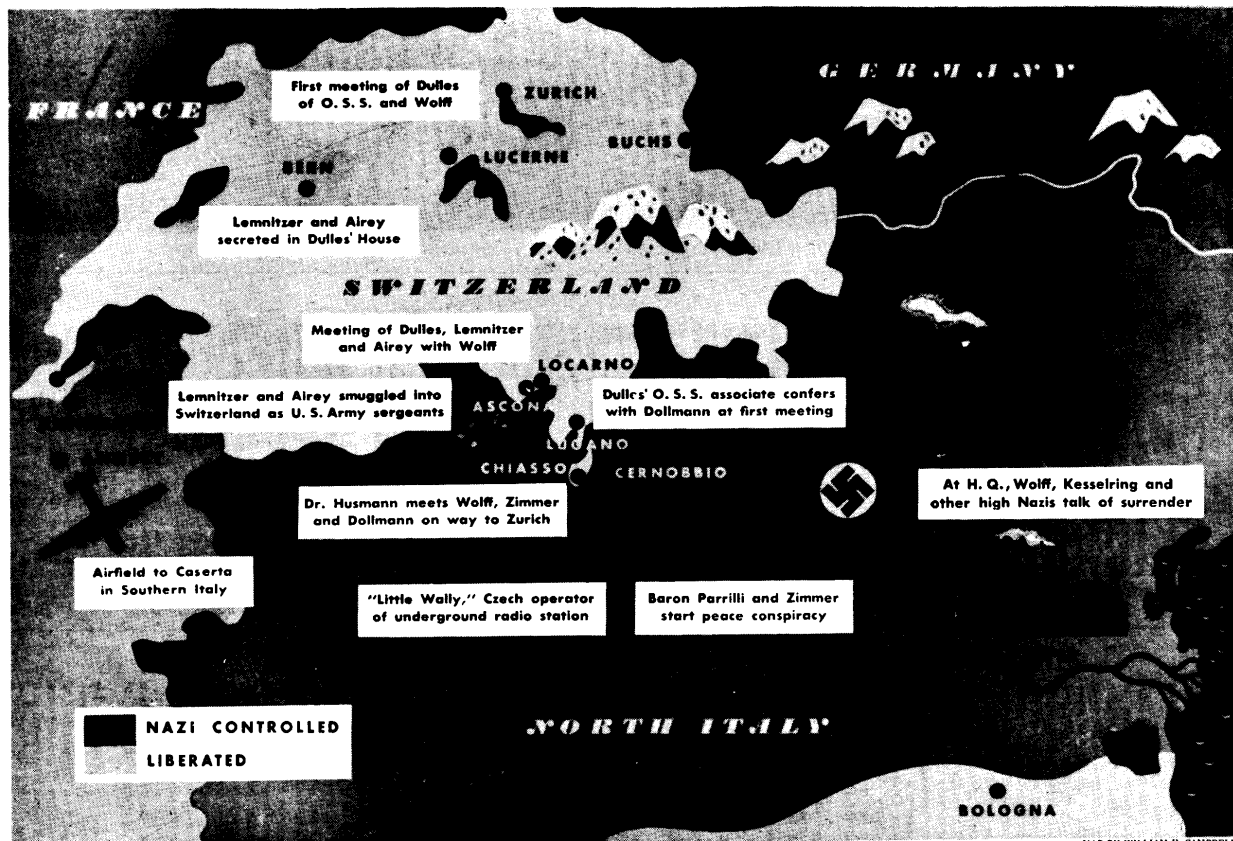 GERMANY
First meeting of Dulles
of O. S. S. and Wolff
ZURICH
FRANCE
BUCHS
LUCERNE
BERN
Lemnitzer and Airey
secreted in Dulles' House
SWITZERLAND
Meeting of Dulles, Lemnitzer
and Airey with Wolff
LOCARNO
Lemnitzer and Airey smuggled into
Switzerland as U. S. Army sergeants
ASCONA
Dulles' O. S. S. associate confers
with Dollmann at first meeting
LUGANO
CHIASSO
CERNOBBIO
Dr. Husmann meets Wolff, Zimmer
and Dollmann on way to Zurich
At H. Q., Wolff, Kesselring and
other high Nazis talk of surrender
Airfield to Caserta
in Southern Italy
"Little Wally," Czech operator
of underground radio station
Baron Parrilli and Zimmer
start peace conspiracy
NAZI CONTROLLED
LIBERATED
NORTH ITALY
BOLOGNA